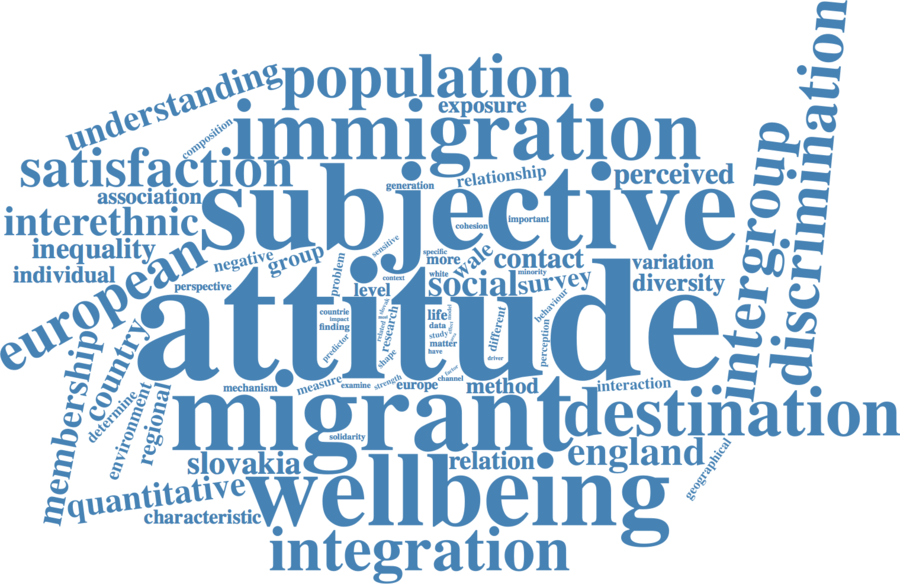 discrimination
understanding
population
exposure
composition
immigration
satisfaction
intergroup
generation
relationship
perceived
association
subjective
interethnic
cohesion
important
inequality
european
negative
group
sensitive
specific
more
wale
contact
variation
individual
perspective
problem
context
level
white
minority
social
survey
diversity
attitude
countrie
impact
finding
related
research
life
data
study
matter
have
different
behaviour
perception
predictor
shape
driver
membership
country
determine
environment
regional
mechanism
measure
examine
strength
europe
channel
factor
method
interaction
migrant
destination
solidarity
slovakia
relation
england
geographical
quantitative
wellbeing
characteristic
integration